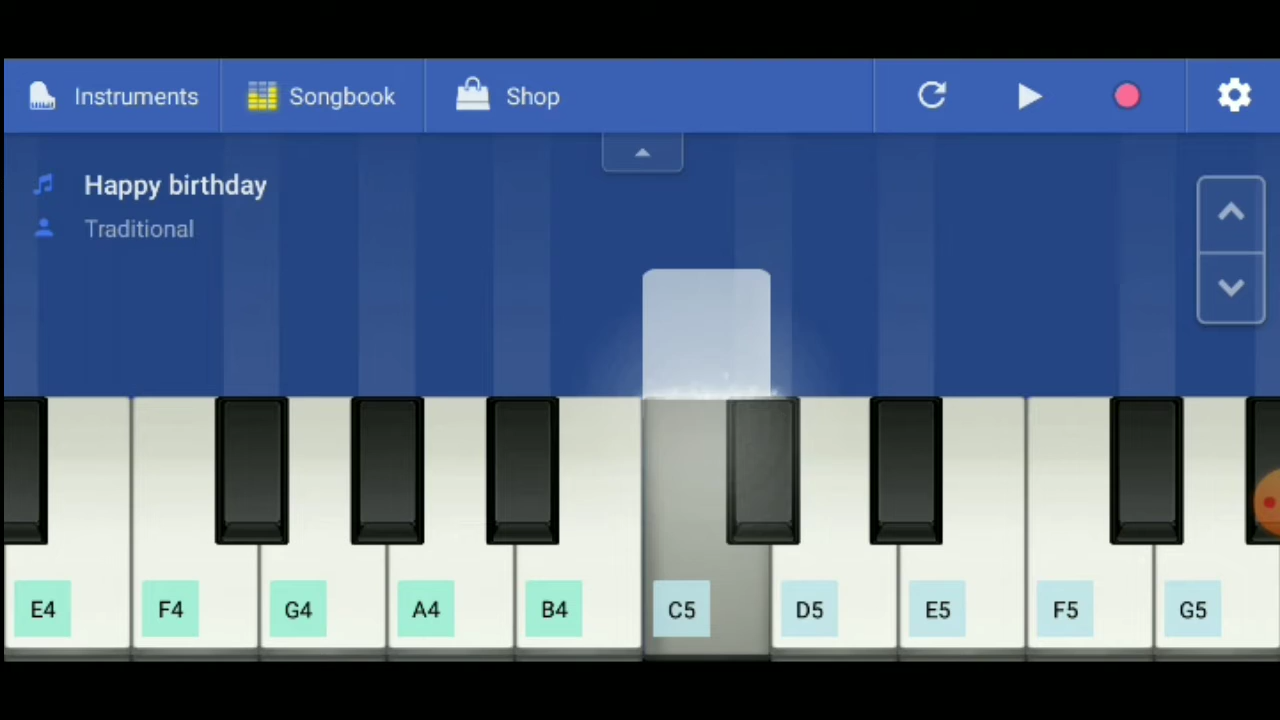 Instruments
Songbook
Shop
Happy birthday
Traditional
E4
F4
G4
A4
B4
C5
D5
E5
F5
G5